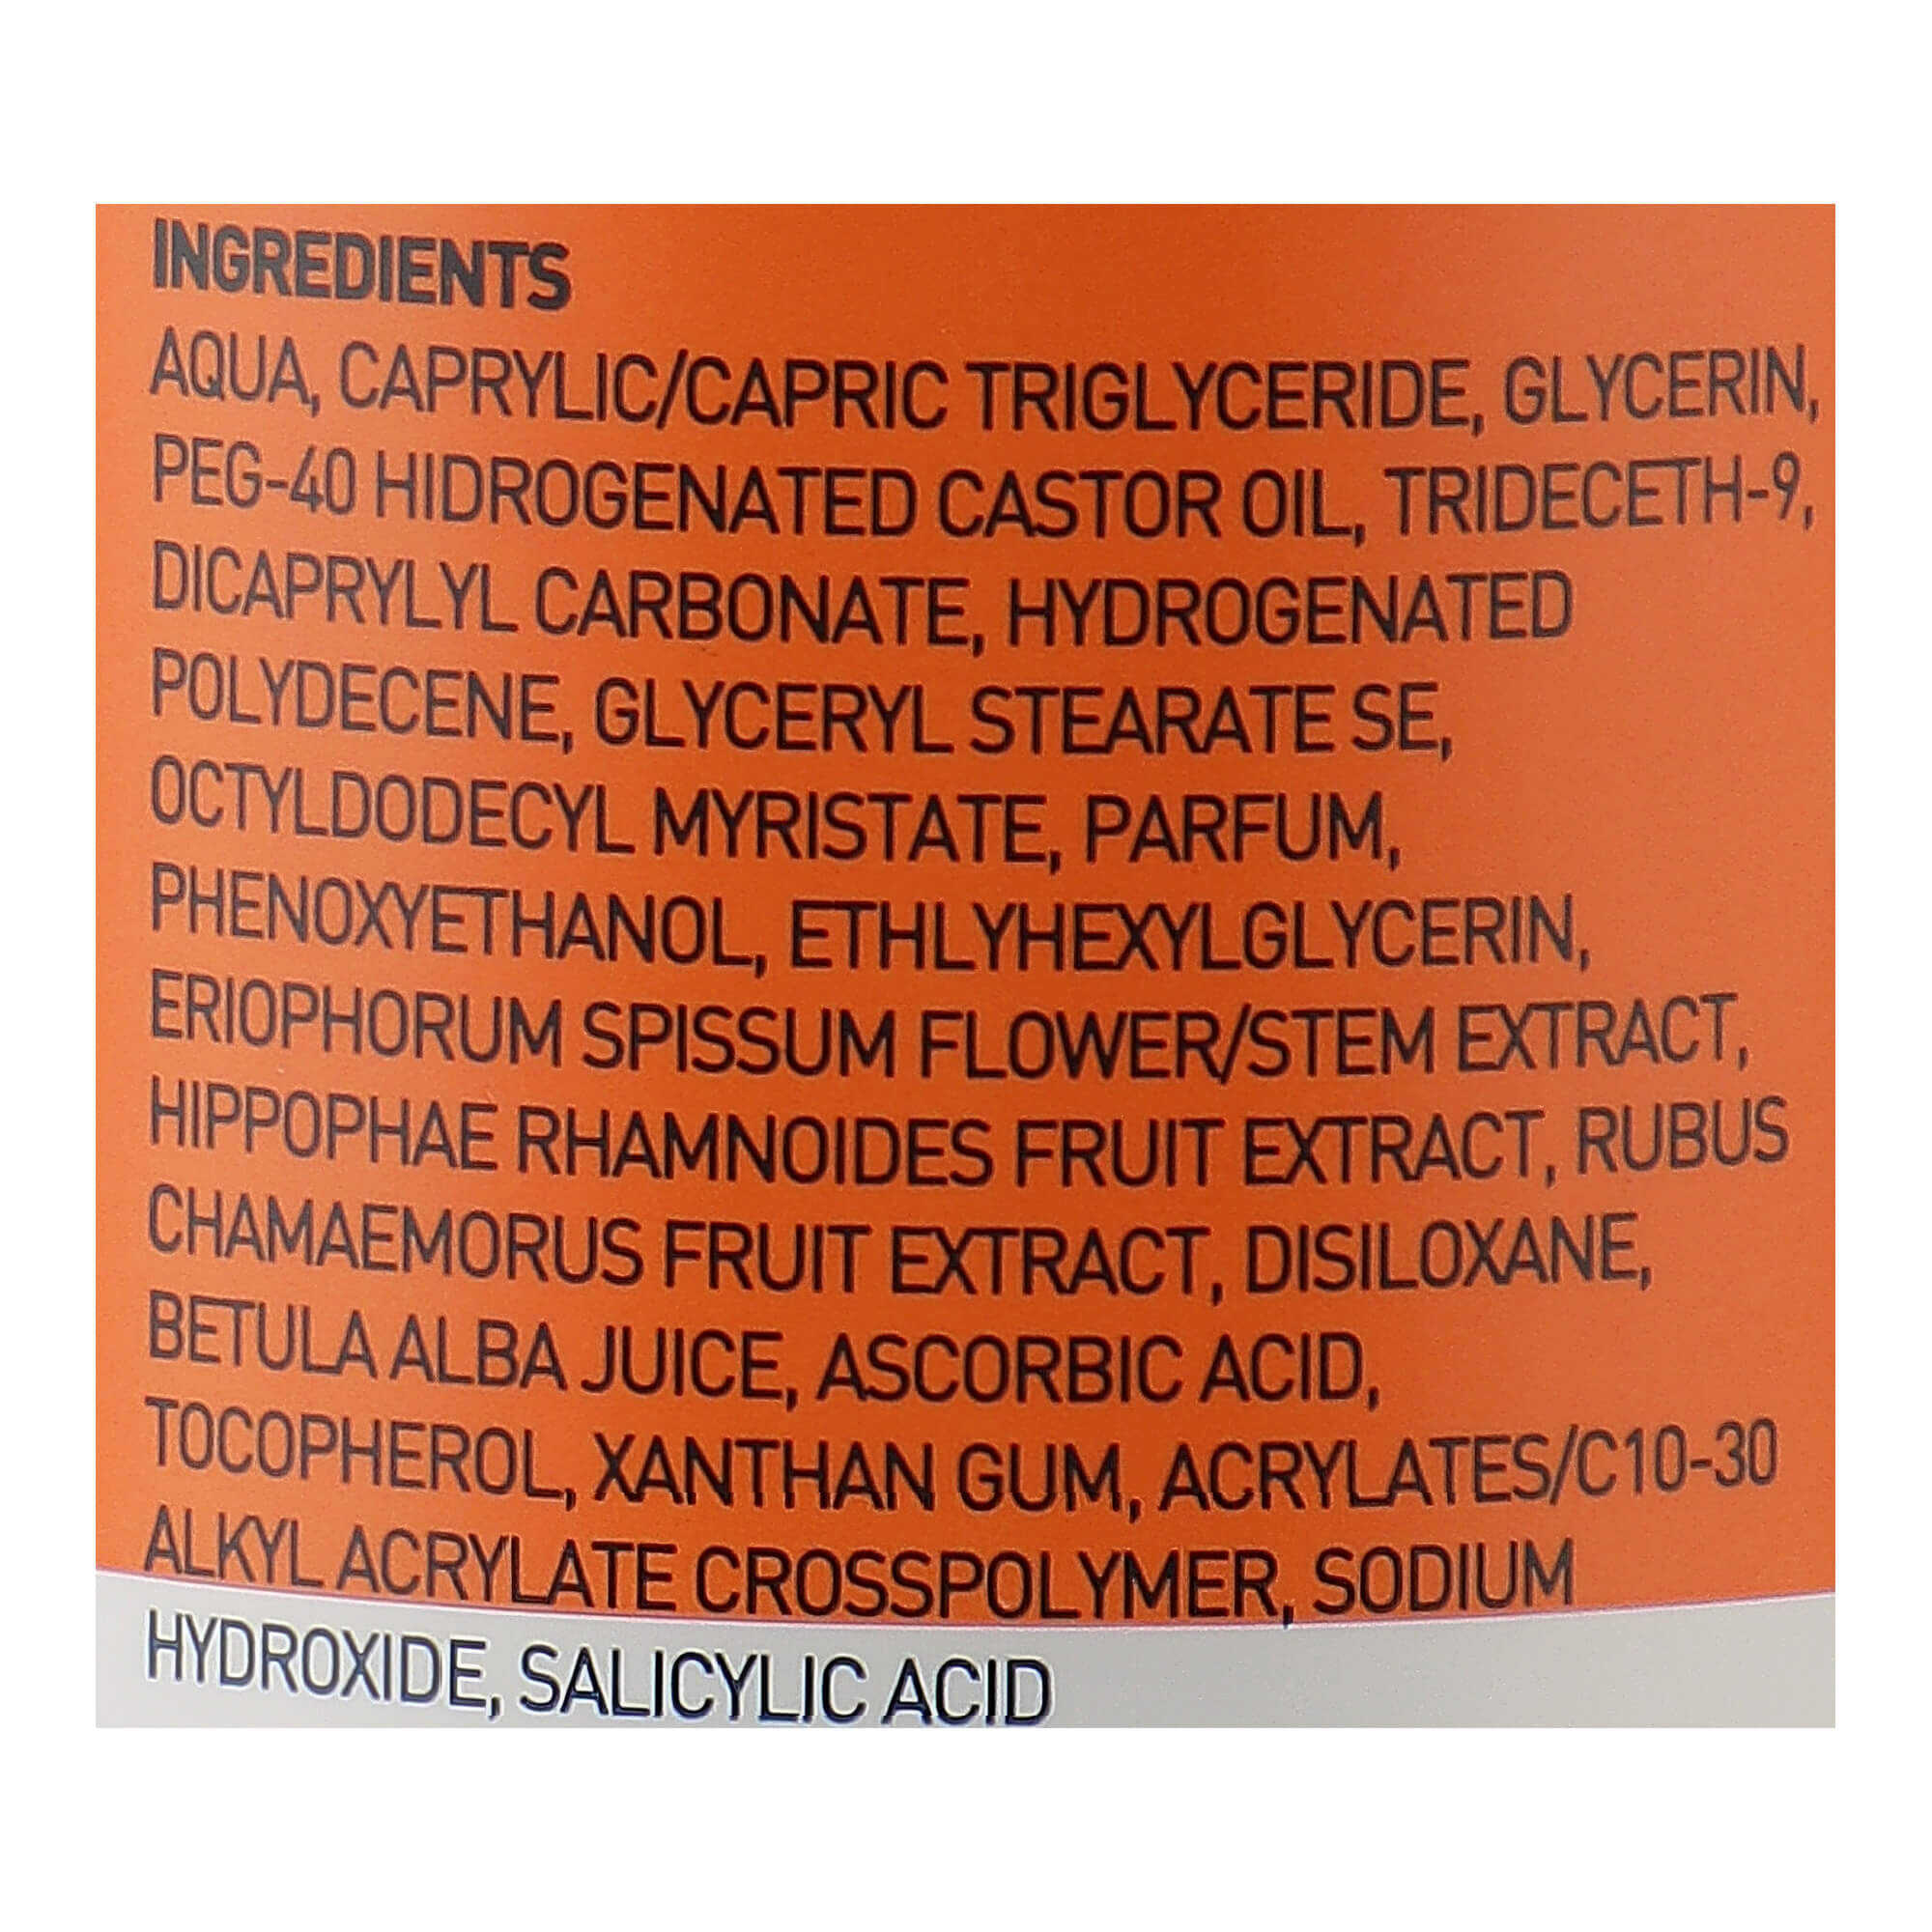 INGREDIENTS
AQUA, CAPRYLIC/CAPRIC TRIGLYCERIDE, GLYCERIN,
PEG-40 HIDROGENATED CASTOR OIL, TRIDECETH-9,
DICAPRYLYL CARBONATE, HYDROGENATED
POLYDECENE, GLYCERYL STEARATE SE,
OCTYLDODECYL MYRISTATE, PARFUM,
PHENOXYETHANOL, ETHLYHEXYLGLYCERIN,
ERIOPHORUM SPISSUM FLOWER/STEM EXTRACT,
HIPPOPHAE RHAMNOIDES FRUIT EXTRACT, RUBUS
CHAMAEMORUS FRUIT EXTRACT, DISILOXANE,
BETULA ALBA JUICE, ASCORBIC ACID,
TOCOPHEROL, XANTHAN GUM, ACRYLATES/C10-30
ALKYL ACRYLATE CROSSPOLYMER, SODIUM
HYDROXIDE, SALICYLIC ACID